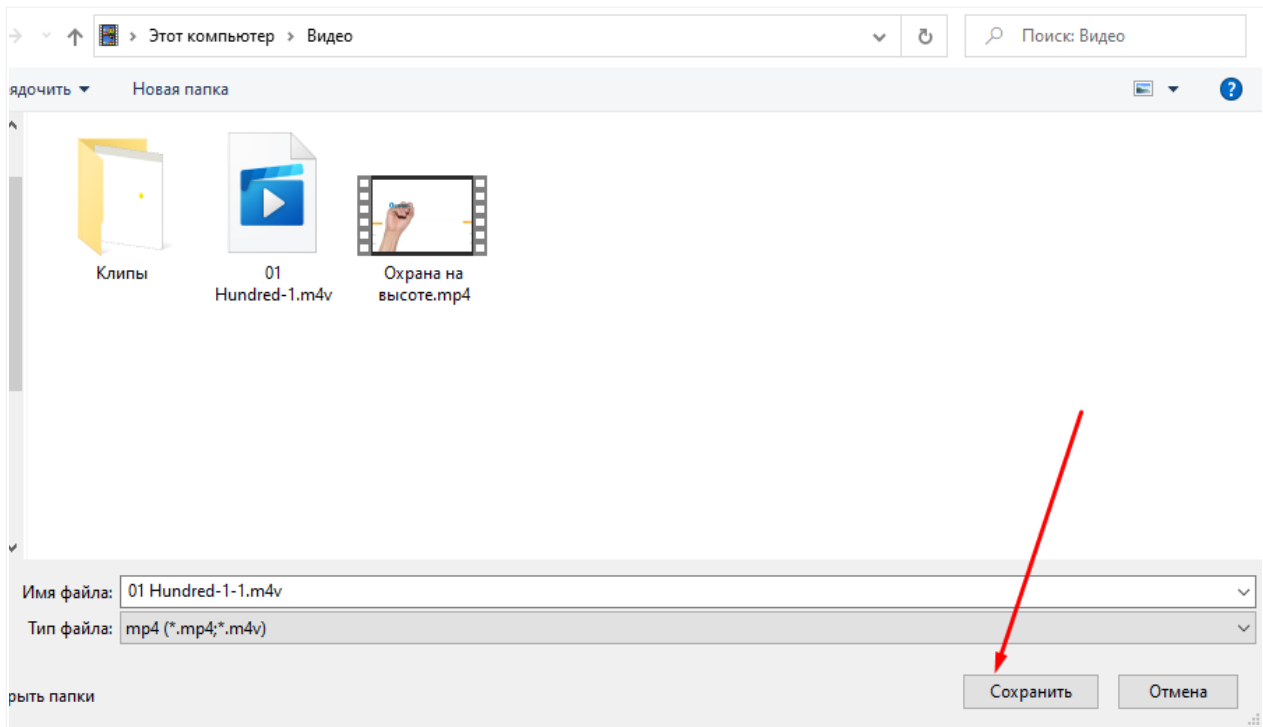 Этот компьютер › Видео
Поиск: Видео
ядочить
Новая папка
Клипы
01
Hundred-1.m4v
Охрана на
высоте.mp4
Имя файла: 01 Hundred-1-1.m4v
Тип файла: mp4 (*.mp4;*.m4v)
рыть папки
Сохранить
Отмена